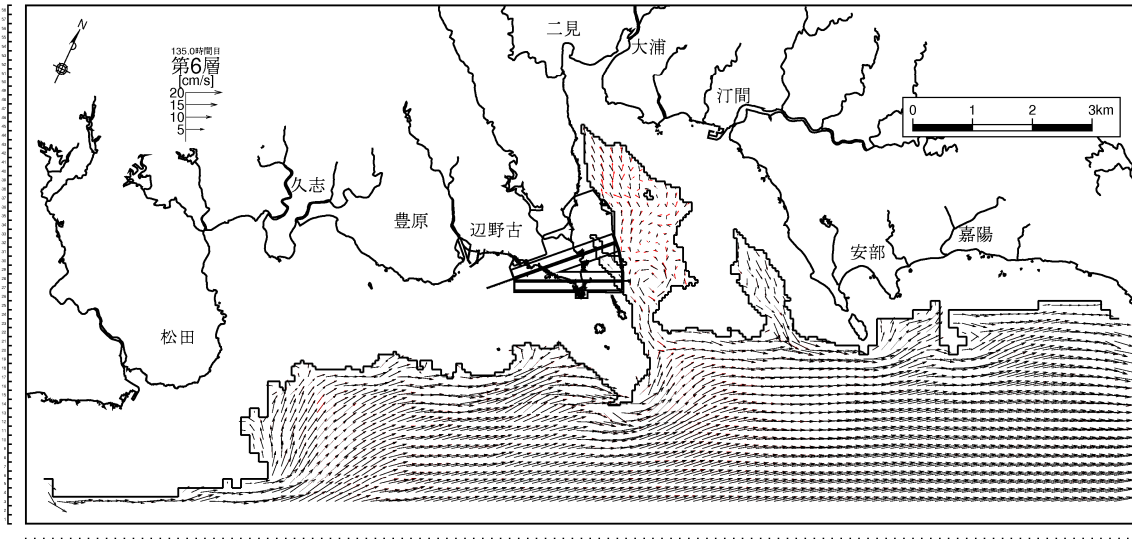 N
135.0時間目
第6層
[cm/s]
20
15
10
5
二見
大浦
汀間
0 1 2 3km
久志
豊原
辺野古
安部
嘉陽
松田